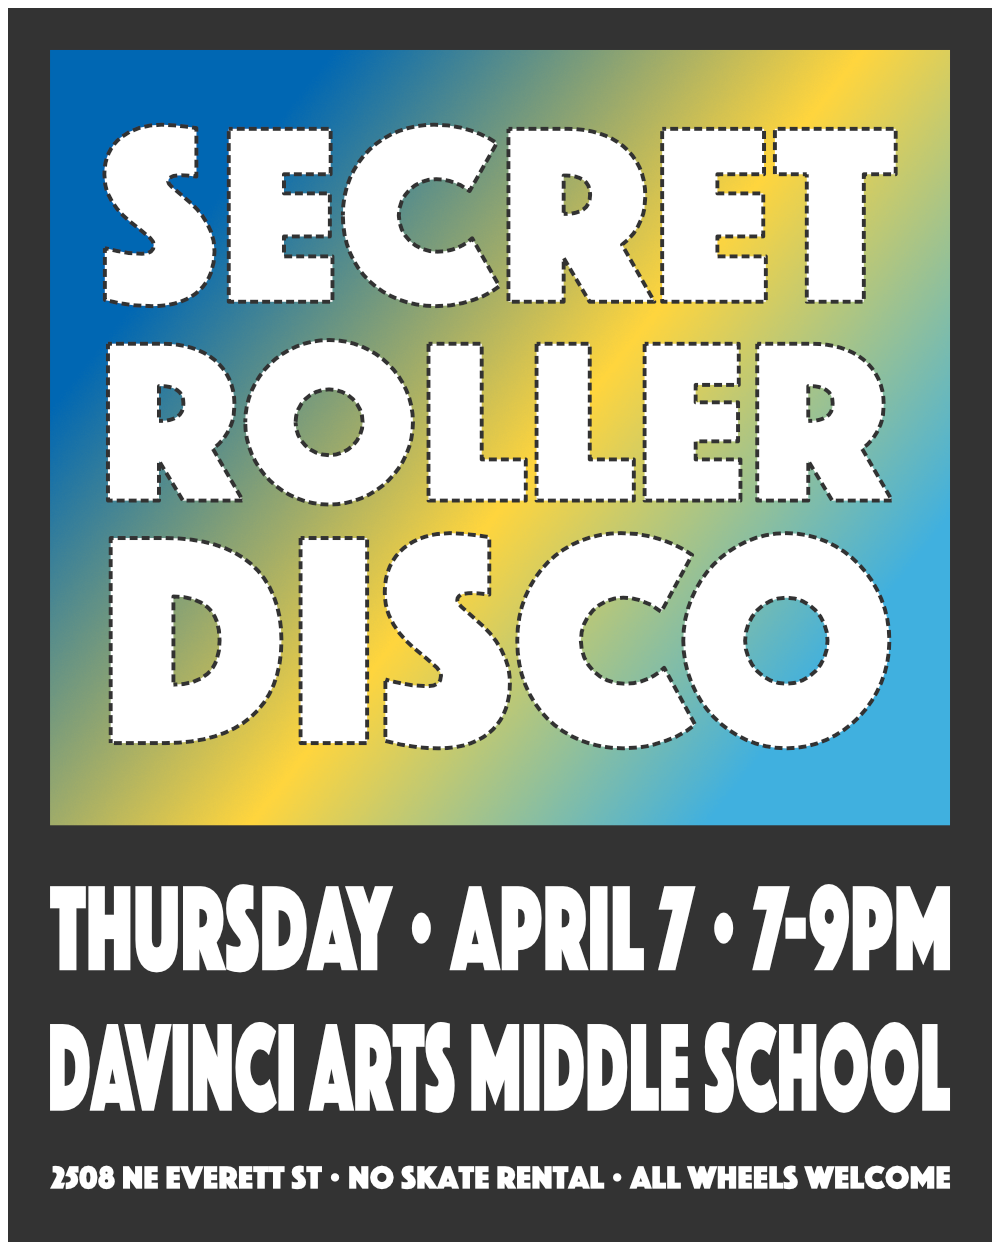 SECRET
ROLLER
DISCO
THURSDAY • APRIL 7 • 7-9PM
DAVINCI ARTS MIDDLE SCHOOL
2508 NE EVERETT ST • NO SKATE RENTAL • ALL WHEELS WELCOME